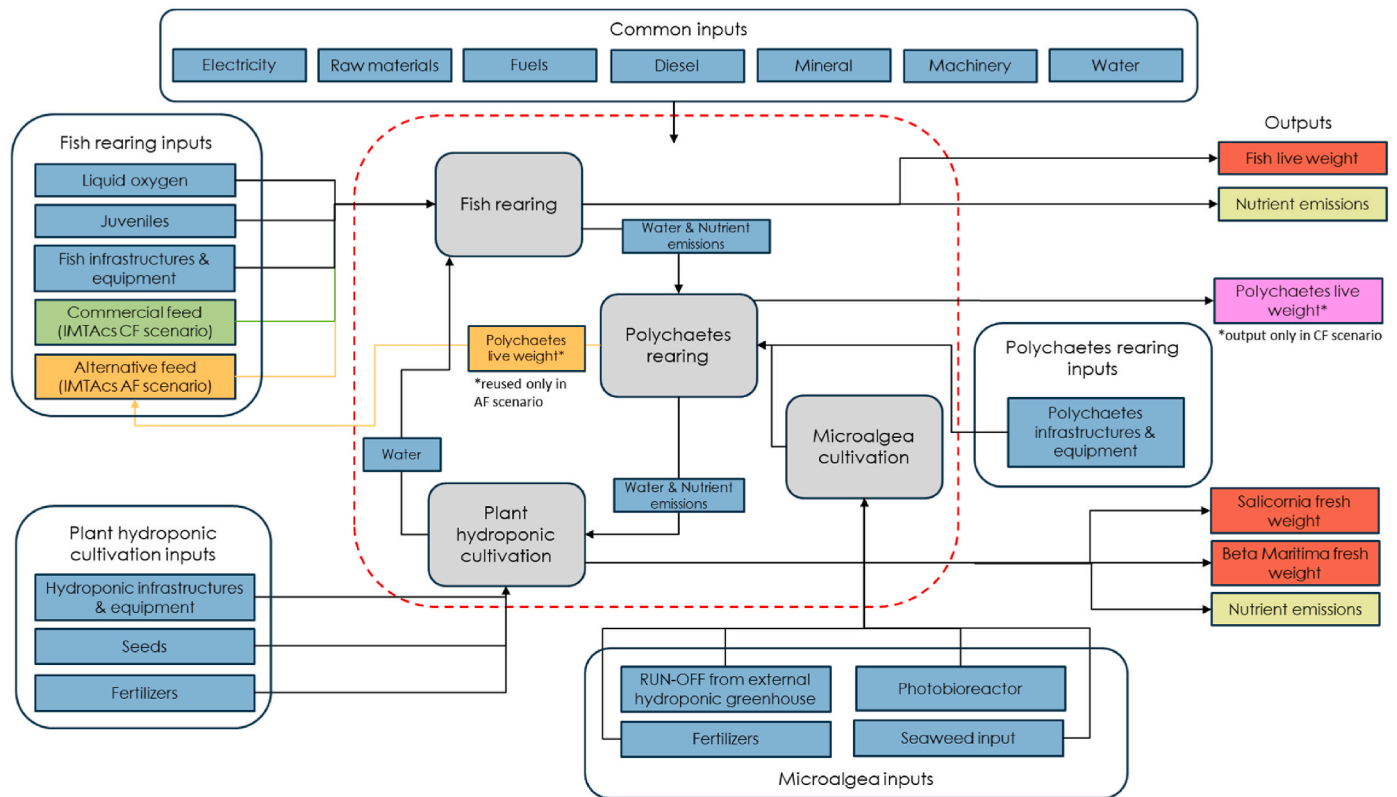 Common inputs
Electricity
Raw materials
Fuels
Diesel
Mineral
Machinery
Water
Fish rearing inputs
Liquid oxygen
Juveniles
Fish infrastructures &
equipment
Commercial feed
(IMTAcs CF scenario)
Alternative feed
(IMTAcs AF scenario)
Fish rearing
Water & Nutrient
emissions
Outputs
Fish live weight
Nutrient emissions
Polychaetes live
weight*
*output only in CF scenario
Polychaetes
rearing
Polychaetes
live weight*
*reused only in
AF scenario
Polychaetes rearing
inputs
Polychaetes
infrastructures &
equipment
Microalgea
cultivation
Water
Water & Nutrient
emissions
Plant
hydroponic
cultivation
Plant hydroponic
cultivation inputs
Hydroponic infrastructures
& equipment
Seeds
Fertilizers
Salicornia fresh
weight
Beta Maritima fresh
weight
Nutrient emissions
RUN-OFF from external
hydroponic greenhouse
Photobioreactor
Fertilizers
Seaweed input
Microalgea inputs